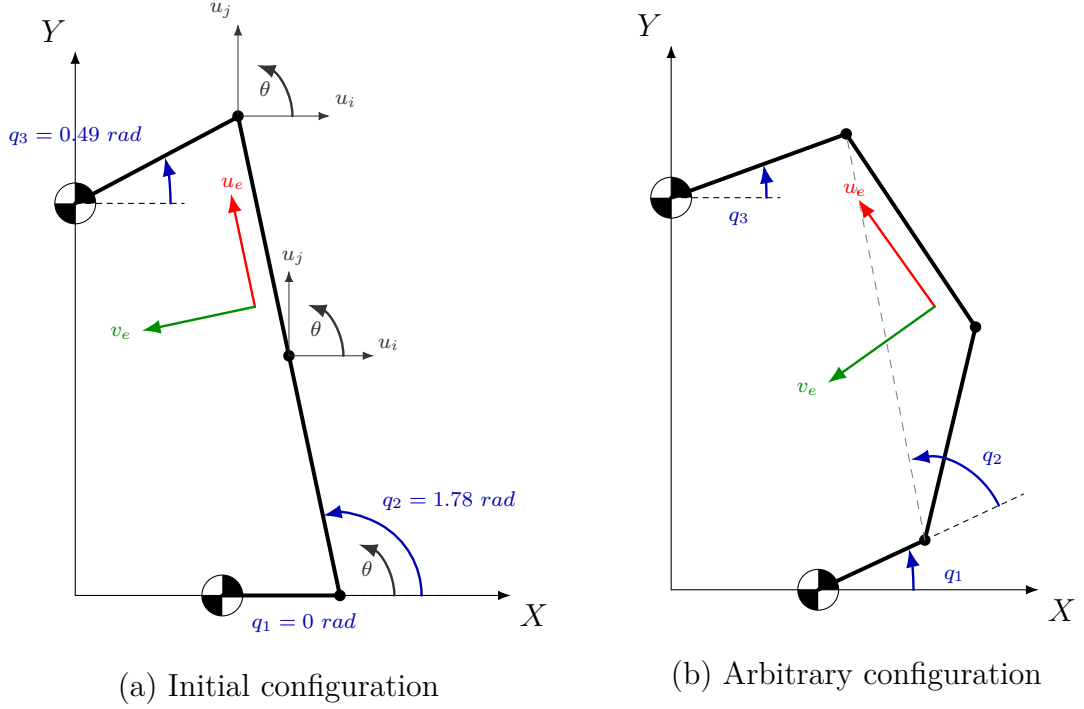 u_j
Y
θ
u_i
q_3 = 0.49 rad
u_e
u_j
v_e
θ
u_i
q_2 = 1.78 rad
θ
X
q_1 = 0 rad
(a) Initial configuration
Y
u_e
q_3
v_e
q_2
q_1
X
(b) Arbitrary configuration